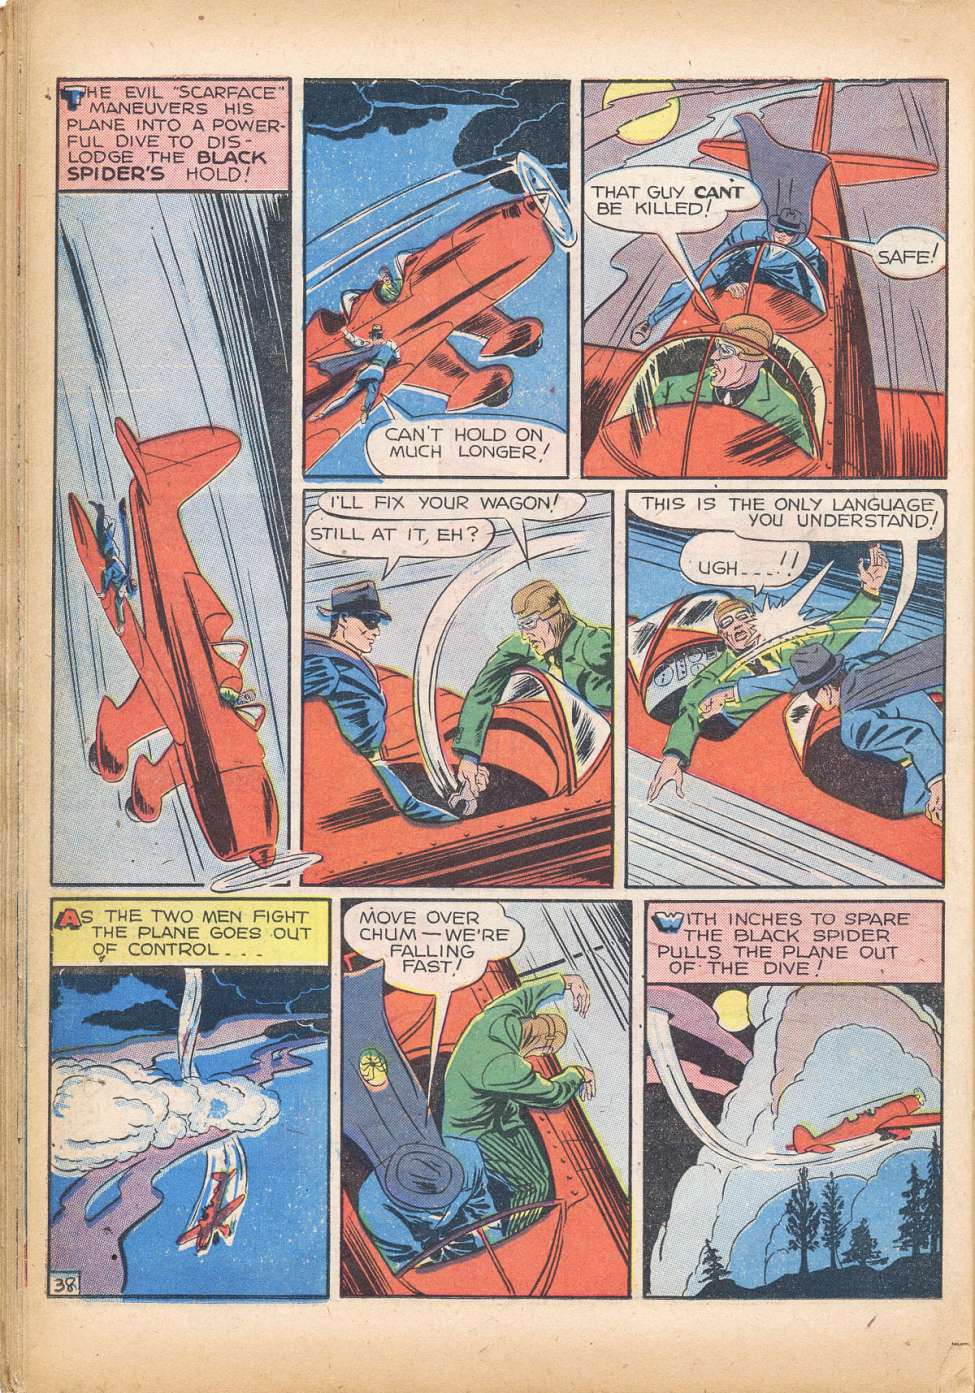 THE EVIL "SCARFACE"
MANEUVERS HIS
PLANE INTO A POWER-
FUL DIVE TO DIS-
LODGE THE BLACK
SPIDER'S HOLD!
CAN'T HOLD ON
MUCH LONGER!
THAT GUY CAN'T
BE KILLED!
SAFE!
I'LL FIX YOUR WAGON!
STILL AT IT, EH?
THIS IS THE ONLY LANGUAGE
YOU UNDERSTAND!
UGH___!!
AS THE TWO MEN FIGHT
THE PLANE GOES OUT
OF CONTROL___
38
MOVE OVER
CHUM—WE'RE
FALLING
FAST!
WITH INCHES TO SPARE
THE BLACK SPIDER
PULLS THE PLANE OUT
OF THE DIVE!